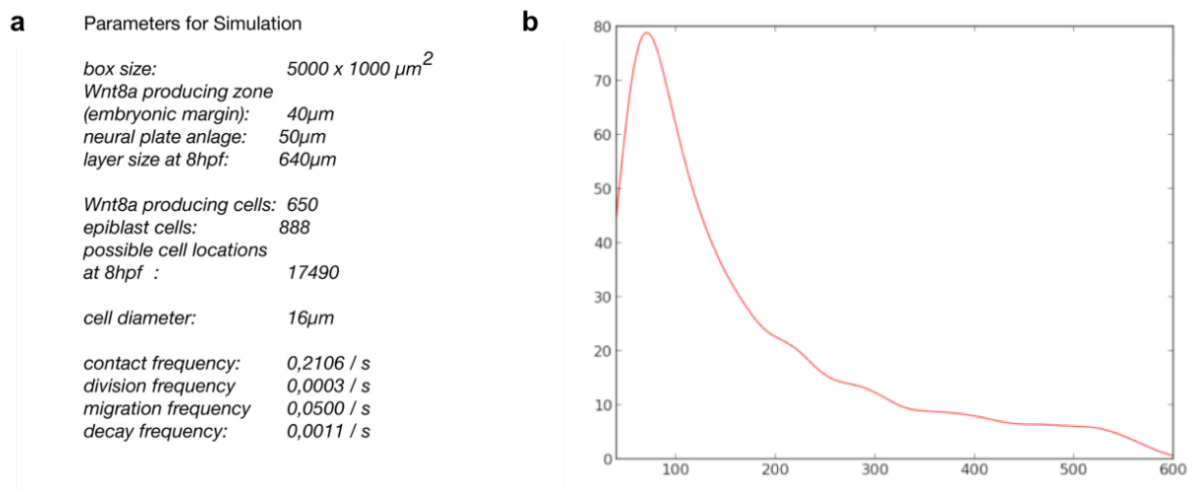 a
Parameters for Simulation
box size: 5000 x 1000 µm2
Wnt8a producing zone
(embryonic margin): 40µm
neural plate anlage: 50µm
layer size at 8hpf: 640µm
Wnt8a producing cells: 650
epiblast cells: 888
possible cell locations
at 8hpf : 17490
cell diameter: 16µm
contact frequency: 0,2106 / s
division frequency 0,0003 / s
migration frequency 0,0500 / s
decay frequency: 0,0011 / s
b
80
70
60
50
40
30
20
10
0
100 200 300 400 500 600